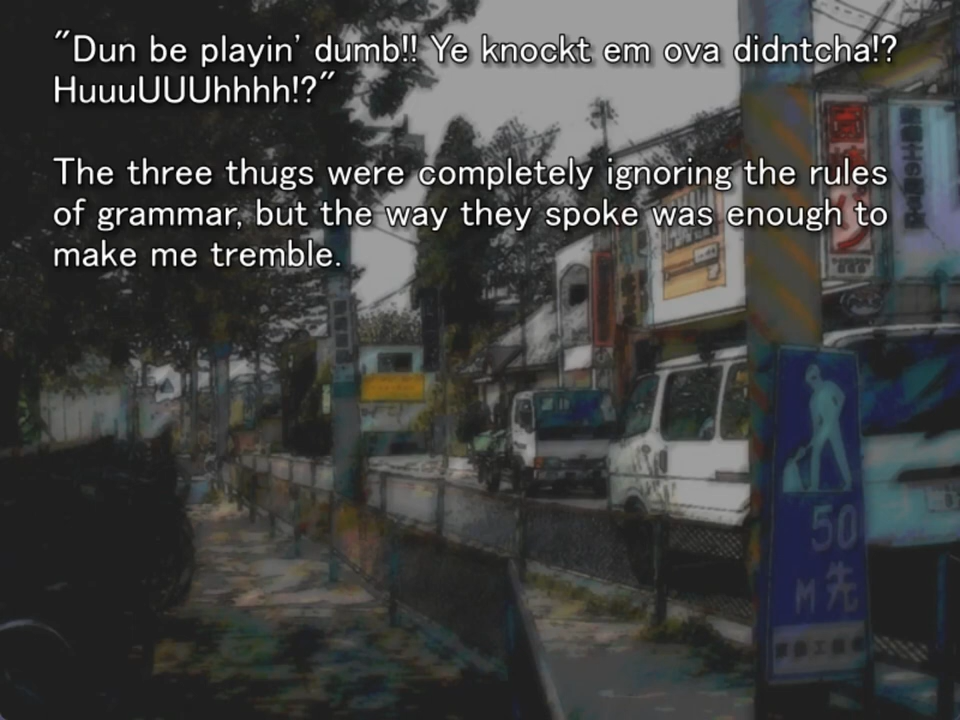 "Dun be playin' dumb!! Ye knockt em ova didntcha!?
HuuuUUUhhhh!?"
The three thugs were completely ignoring the rules
of grammar, but the way they spoke was enough to
make me tremble.
50
M先